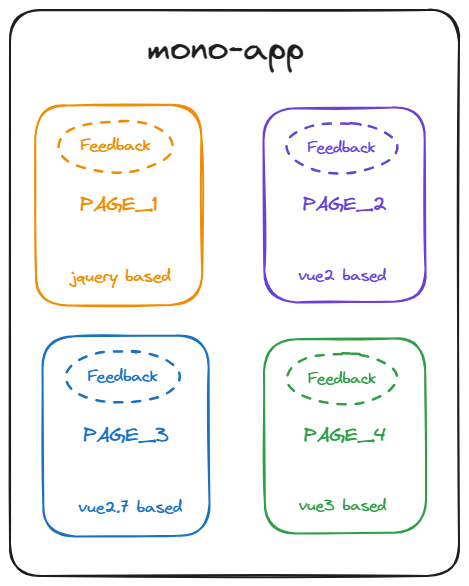 mono-app
Feedback
PAGE_1
jquery based
Feedback
PAGE_2
vue2 based
Feedback
PAGE_3
vue2.7 based
Feedback
PAGE_4
vue3 based